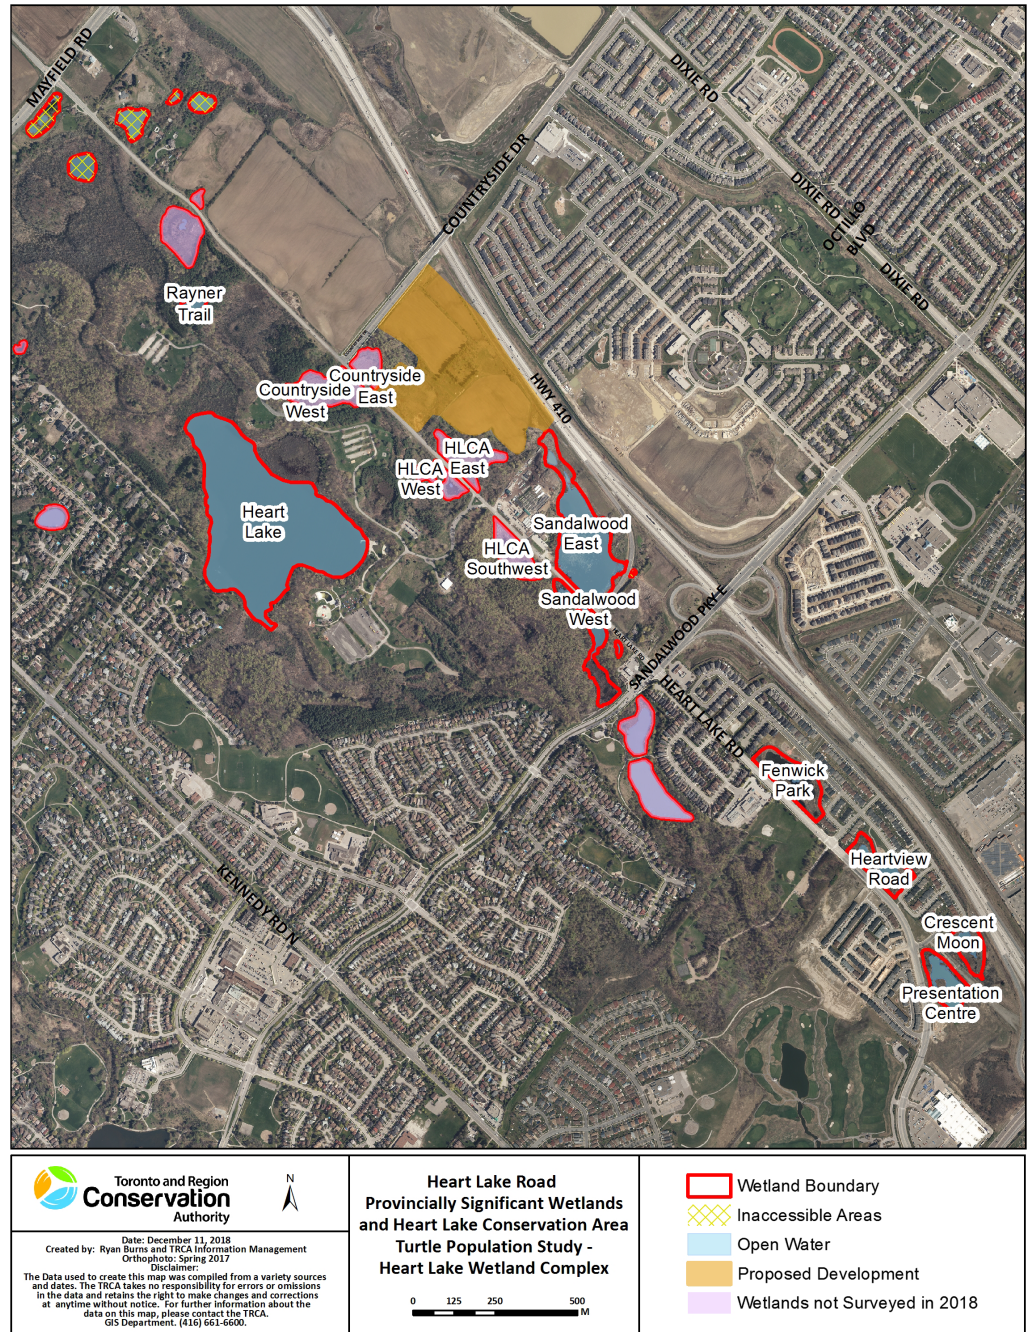 MAYFIELD RD
DIXIE RD
COUNTRYSIDE DR
DIXIE RD
OCTILLO
BLVD
DIXIE RD
Rayner
Trail
Countryside
East
Countryside
West
HWY 410
HLCA
East
HLCA
West
Heart
Lake
Sandalwood
East
HLCA
Southwest
Sandalwood
West
SANDALWOOD PKY E
HEART LAKE RD
Fenwick
Park
Heartview
Road
KENNEDY RD N
Crescent
Moon
Presentation
Centre
Toronto and Region
Conservation
Authority
N
Date: December 11, 2018
Created by: Ryan Burns and TRCA Information Management
Orthophoto: Spring 2017
Disclaimer:
The Data used to create this map was compiled from a variety sources
and dates. The TRCA takes no responsibility for errors or omissions
in the data and retains the right to make changes and corrections
at anytime without notice. For further information about the
data on this map, please contact the TRCA.
GIS Department. (416) 661-6600.
Heart Lake Road
Provincially Significant Wetlands
and Heart Lake Conservation Area
Turtle Population Study -
Heart Lake Wetland Complex
0 125 250 500
M
Wetland Boundary
Inaccessible Areas
Open Water
Proposed Development
Wetlands not Surveyed in 2018